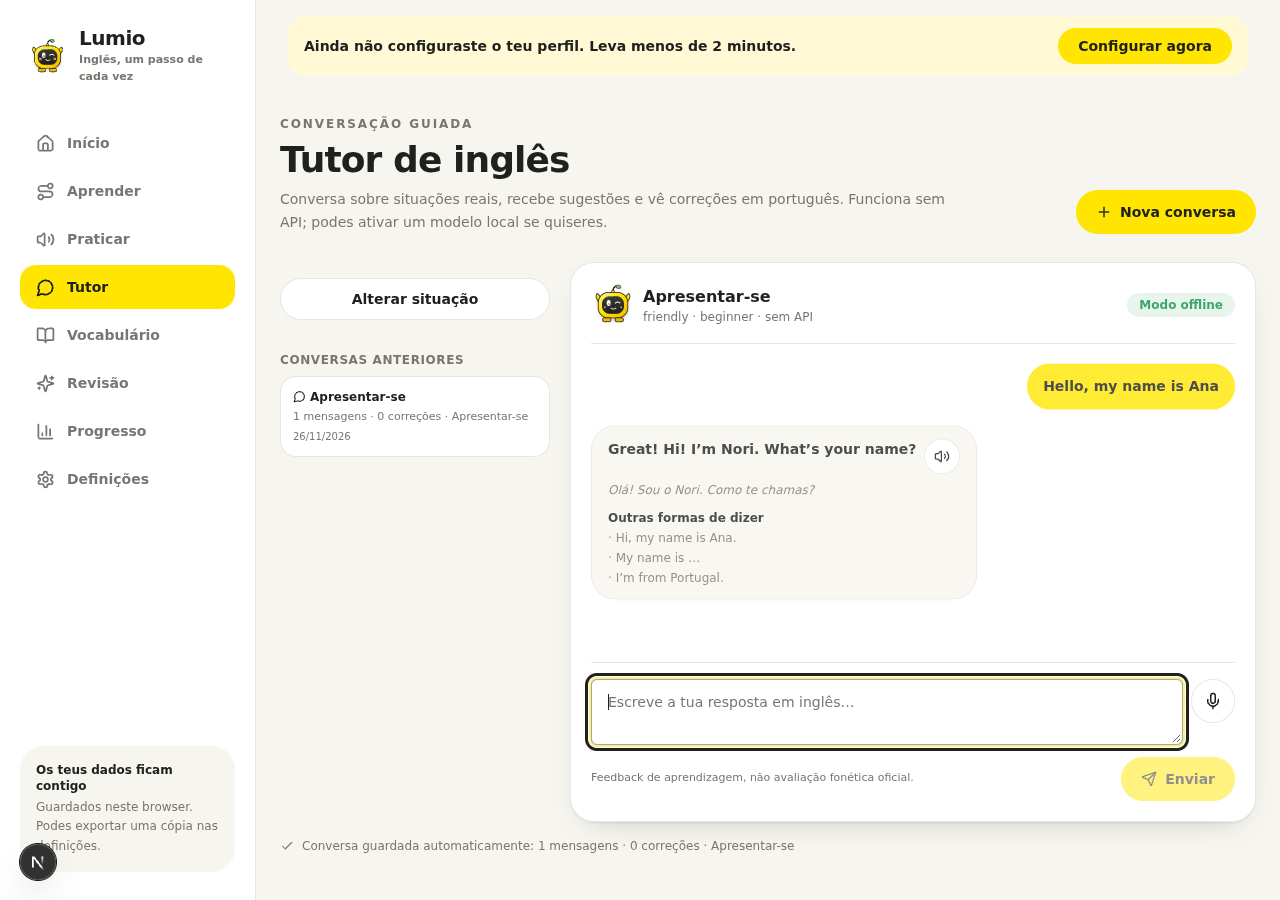 Lumio
Inglês, um passo de
cada vez
Início
Aprender
Praticar
Tutor
Vocabulário
Revisão
Progresso
Definições
Os teus dados ficam
contigo
Guardados neste browser.
Podes exportar uma cópia nas
definições.
N
Ainda não configuraste o teu perfil. Leva menos de 2 minutos.
Configurar agora
CONVERSAÇÃO GUIADA
Tutor de inglês
Conversa sobre situações reais, recebe sugestões e vê correções em português. Funciona sem
API; podes ativar um modelo local se quiseres.
Nova conversa
Alterar situação
CONVERSAS ANTERIORES
Apresentar-se
1 mensagens · 0 correções · Apresentar-se
26/11/2026
Apresentar-se
friendly · beginner · sem API
Modo offline
Hello, my name is Ana
Great! Hi! I’m Nori. What’s your name?
Olá! Sou o Nori. Como te chamas?
Outras formas de dizer
· Hi, my name is Ana.
· My name is …
· I’m from Portugal.
Escreve a tua resposta em inglês…
Feedback de aprendizagem, não avaliação fonética oficial.
Enviar
Conversa guardada automaticamente: 1 mensagens · 0 correções · Apresentar-se